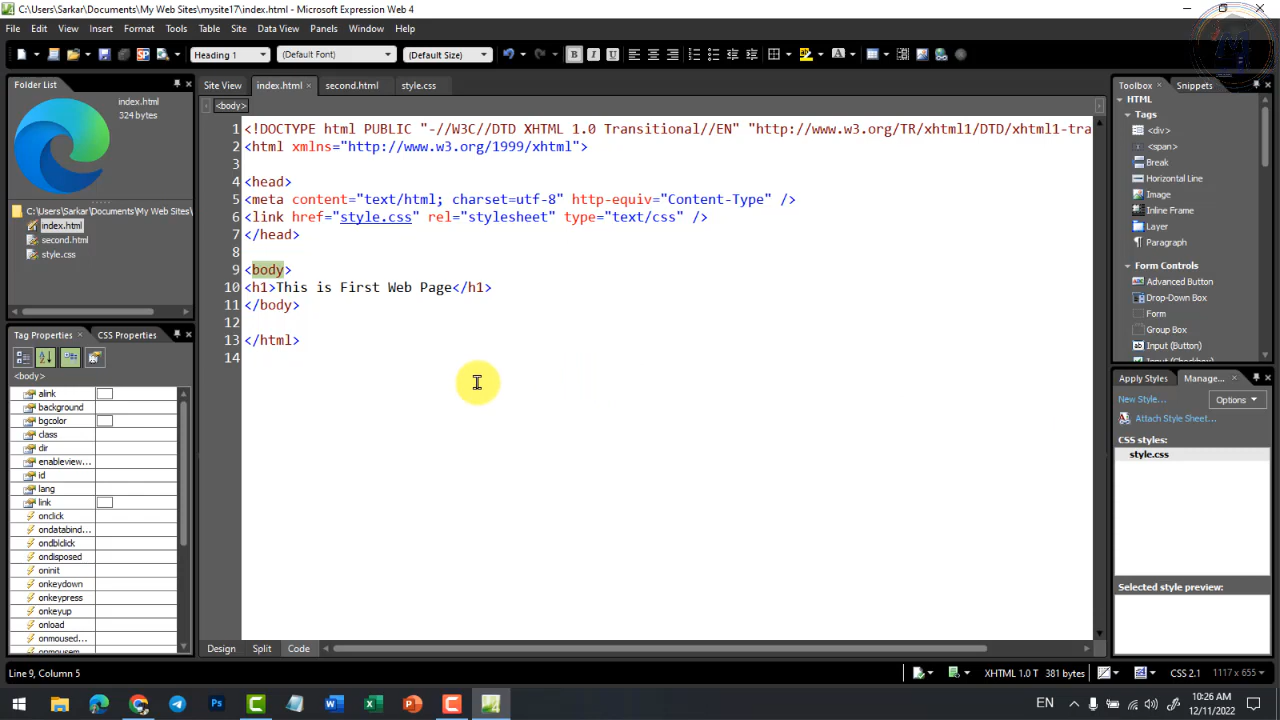 C:\Users\Sarkar\Documents\My Web Sites\mysite17\index.html - Microsoft Expression Web 4
File Edit View Insert Format Tools Table Site Data View Panels Window Help
Heading 1 (Default Font) (Default Size) B I U A
Folder List
index.html
324 bytes
C:\Users\Sarkar\Documents\My Web Sites\
index.html
second.html
style.css
Tag Properties CSS Properties
<body>
alink
background
bgcolor
class
dir
enableview...
id
lang
link
onclick
ondatabind...
ondblclick
ondisposed
oninit
onkeydown
onkeypress
onkeyup
onload
onmoused...
onmousem...
Site View index.html second.html style.css
<body>
1 <!DOCTYPE html PUBLIC "-//W3C//DTD XHTML 1.0 Transitional//EN" "http://www.w3.org/TR/xhtml1/DTD/xhtml1-tra
2 <html xmlns="http://www.w3.org/1999/xhtml">
3
4 <head>
5 <meta content="text/html; charset=utf-8" http-equiv="Content-Type" />
6 <link href="style.css" rel="stylesheet" type="text/css" />
7 </head>
8
9 <body>
10 <h1>This is First Web Page</h1>
11 </body>
12
13 </html>
14
Design Split Code
Toolbox Snippets
HTML
Tags
<div>
<span>
Break
Horizontal Line
Image
Inline Frame
Layer
Paragraph
Form Controls
Advanced Button
Drop-Down Box
Form
Group Box
Input (Button)
Input (Checkbox)
Apply Styles Manage...
New Style... Options
Attach Style Sheet...
CSS styles:
style.css
Selected style preview:
Line 9, Column 5 XHTML 1.0 T 381 bytes CSS 2.1 1117 x 655
EN 10:26 AM
12/11/2022